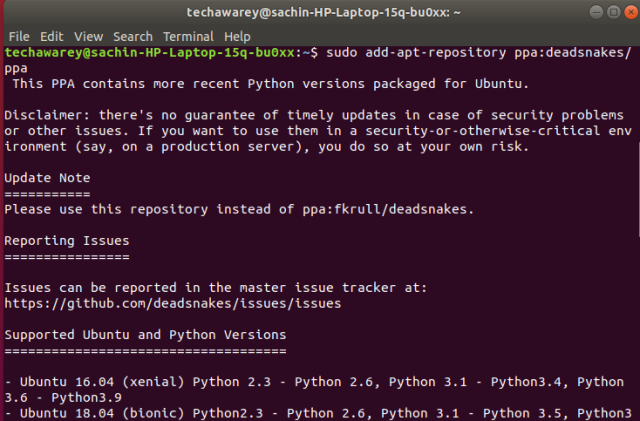 techawarey@sachin-HP-Laptop-15q-bu0xx: ~
File Edit View Search Terminal Help
techawarey@sachin-HP-Laptop-15q-bu0xx:~$ sudo add-apt-repository ppa:deadsnakes/
ppa
This PPA contains more recent Python versions packaged for Ubuntu.
Disclaimer: there's no guarantee of timely updates in case of security problems
or other issues. If you want to use them in a security-or-otherwise-critical env
ironment (say, on a production server), you do so at your own risk.
Update Note
===========
Please use this repository instead of ppa:fkrull/deadsnakes.
Reporting Issues
================
Issues can be reported in the master issue tracker at:
https://github.com/deadsnakes/issues/issues
Supported Ubuntu and Python Versions
====================================
- Ubuntu 16.04 (xenial) Python 2.3 - Python 2.6, Python 3.1 - Python3.4, Python
3.6 - Python3.9
- Ubuntu 18.04 (bionic) Python2.3 - Python 2.6, Python 3.1 - Python 3.5, Python3